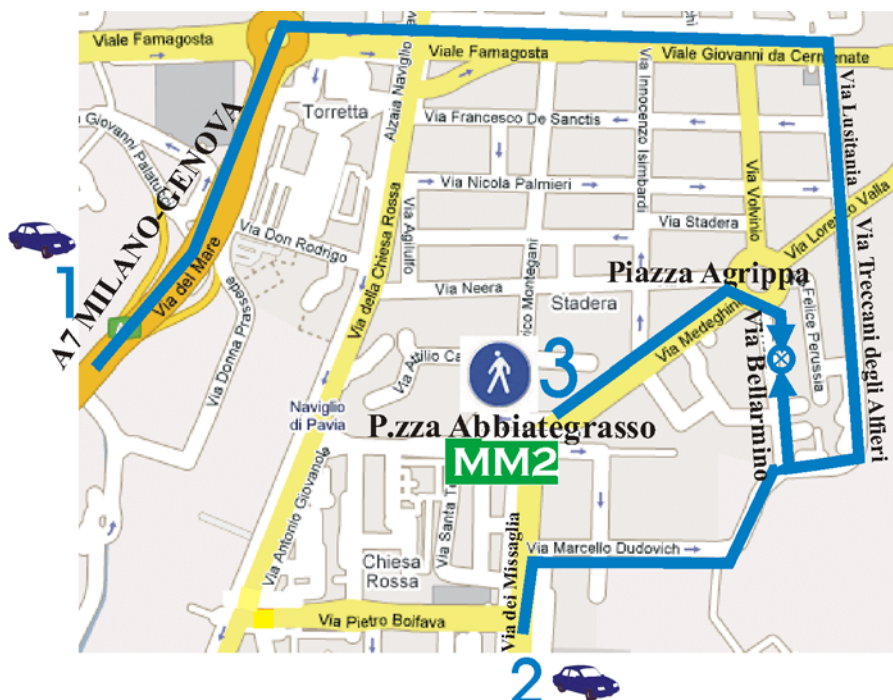 Viale Famagosta
Viale Famagosta
Viale Giovanni da Cermenate
Alzaia Naviglio
Via Innocenzo Isimbardi
Via Lusitania
Torretta
Via Francesco De Sanctis
Giovanni Palatucci
A7 MILANO-GENOVA
Via Nicola Palmieri
Via Volvinio
Via Lorenzo Valla
Via Stadera
Via Agilulfo
Via Don Rodrigo
Via della Chiesa Rossa
Via del Mare
1
Piazza Agrippa
Via Neera
Stadera
Montegani
Via Medeghino
Felice Perussia
Via Treccani degli Alfieri
Via Donna Prassede
Via Bellarmino
3
Naviglio
di Pavia
P.zza Abbiategrasso
MM2
Via Antonio Giovanola
Via Santa
Via dei Missaglia
Via Marcello Dudovich
Chiesa
Rossa
Via Pietro Boifava
2